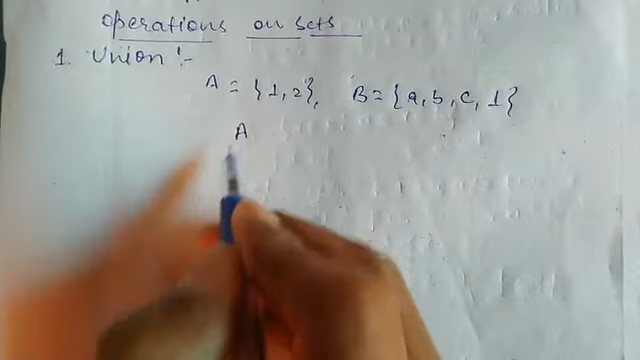 operations on sets
1. Union :-
A = {1, 2}, B = {a, b, c, 1}
A